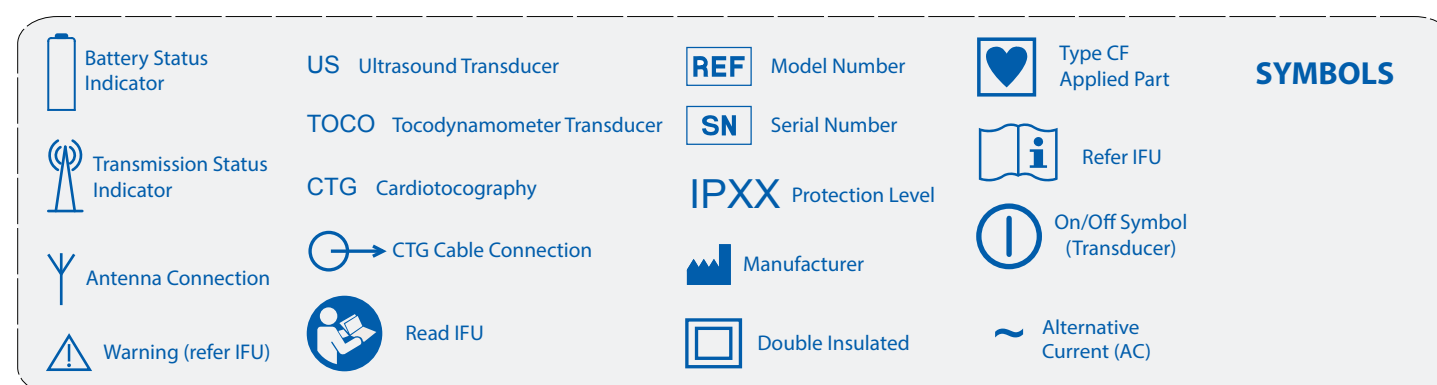 SYMBOLS
Battery Status
Indicator
Transmission Status
Indicator
Antenna Connection
Warning (refer IFU)
US Ultrasound Transducer
TOCO Tocodynamometer Transducer
CTG Cardiotocography
CTG Cable Connection
Read IFU
REF Model Number
SN Serial Number
IPXX Protection Level
Manufacturer
Double Insulated
Type CF
Applied Part
i Refer IFU
On/Off Symbol
(Transducer)
~ Alternative
Current (AC)